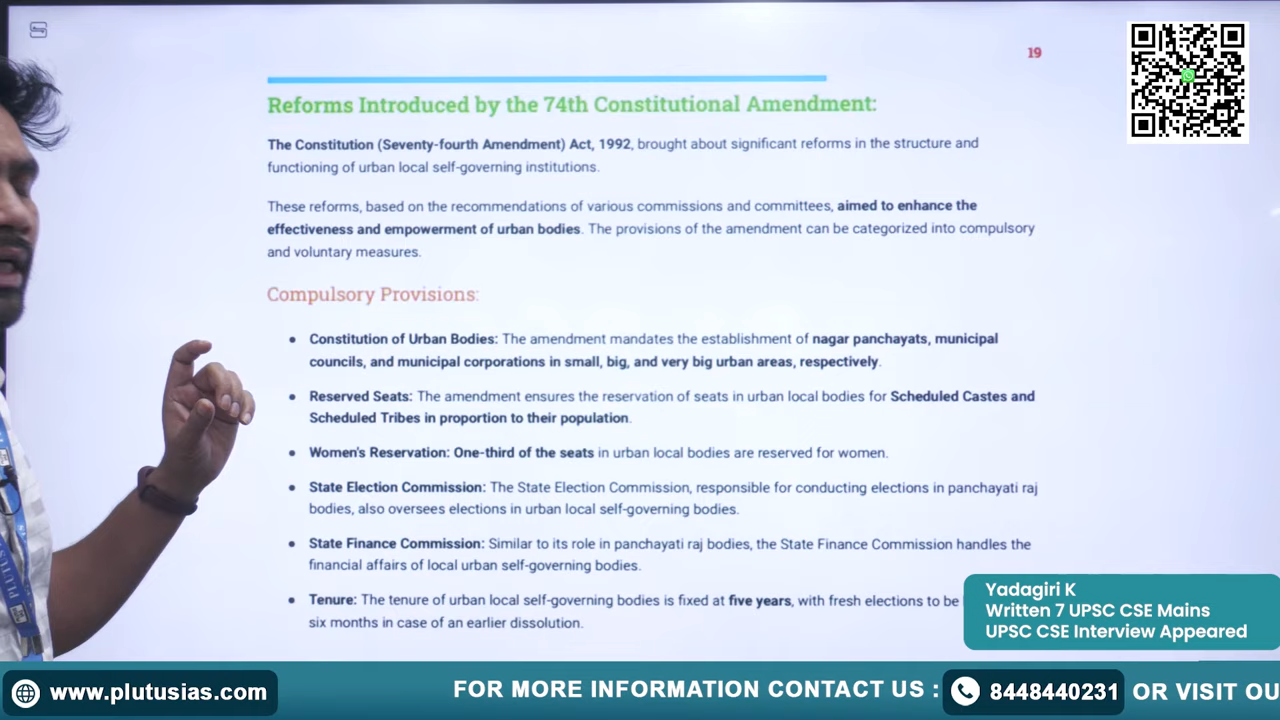 19
Reforms Introduced by the 74th Constitutional Amendment:
The Constitution (Seventy-fourth Amendment) Act, 1992, brought about significant reforms in the structure and
functioning of urban local self-governing institutions.
These reforms, based on the recommendations of various commissions and committees, aimed to enhance the
effectiveness and empowerment of urban bodies. The provisions of the amendment can be categorized into compulsory
and voluntary measures.
Compulsory Provisions:
• Constitution of Urban Bodies: The amendment mandates the establishment of nagar panchayats, municipal
councils, and municipal corporations in small, big, and very big urban areas, respectively.
• Reserved Seats: The amendment ensures the reservation of seats in urban local bodies for Scheduled Castes and
Scheduled Tribes in proportion to their population.
• Women's Reservation: One-third of the seats in urban local bodies are reserved for women.
• State Election Commission: The State Election Commission, responsible for conducting elections in panchayati raj
bodies, also oversees elections in urban local self-governing bodies.
• State Finance Commission: Similar to its role in panchayati raj bodies, the State Finance Commission handles the
financial affairs of local urban self-governing bodies.
• Tenure: The tenure of urban local self-governing bodies is fixed at five years, with fresh elections to be
six months in case of an earlier dissolution.
Yadagiri K
Written 7 UPSC CSE Mains
UPSC CSE Interview Appeared
PLUTUS
www.plutusias.com
FOR MORE INFORMATION CONTACT US :
8448440231
OR VISIT OU